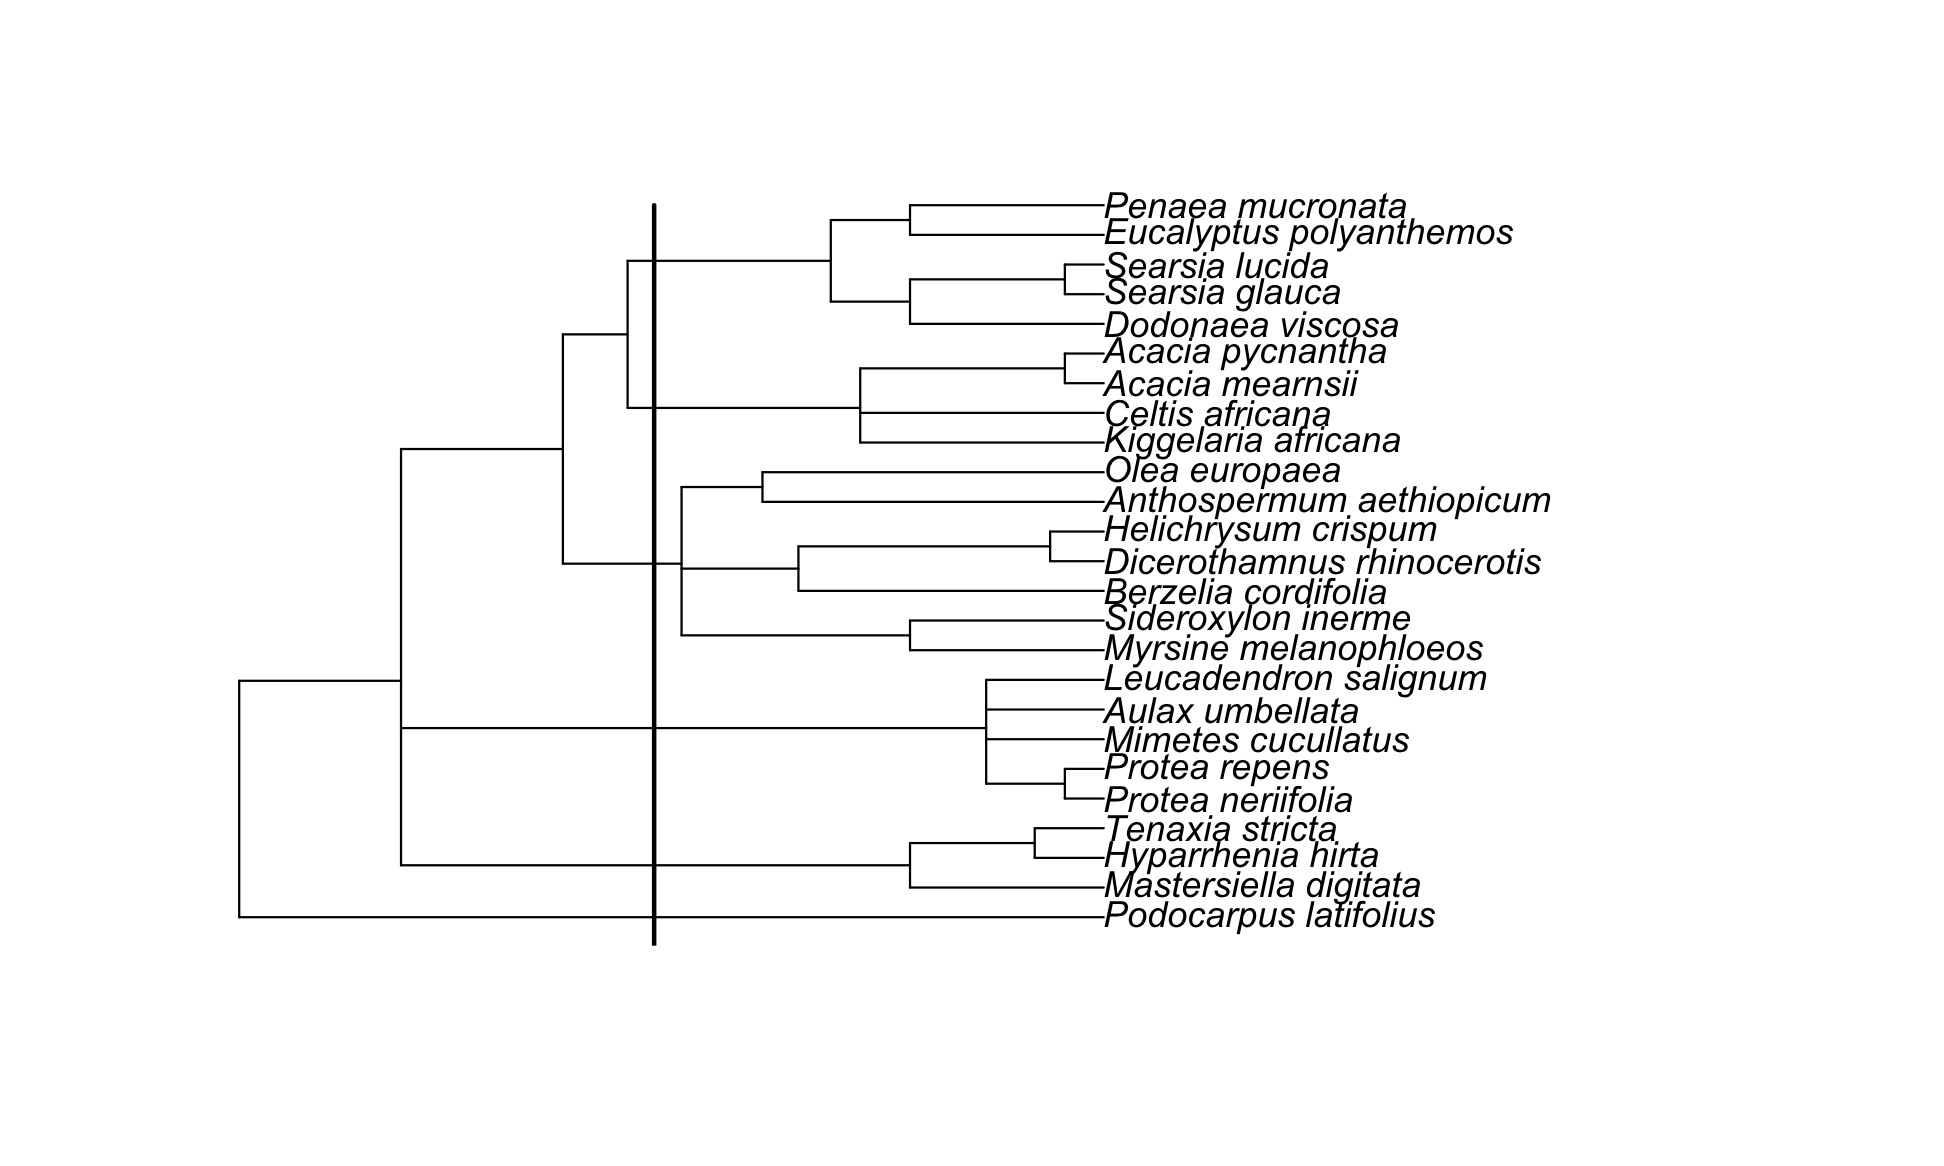 Penaea mucronata
Eucalyptus polyanthemos
Searsia lucida
Searsia glauca
Dodonaea viscosa
Acacia pycnantha
Acacia mearnsii
Celtis africana
Kiggelaria africana
Olea europaea
Anthospermum aethiopicum
Helichrysum crispum
Dicerothamnus rhinocerotis
Berzelia cordifolia
Sideroxylon inerme
Myrsine melanophloeos
Leucadendron salignum
Aulax umbellata
Mimetes cucullatus
Protea repens
Protea neriifolia
Tenaxia stricta
Hyparrhenia hirta
Mastersiella digitata
Podocarpus latifolius